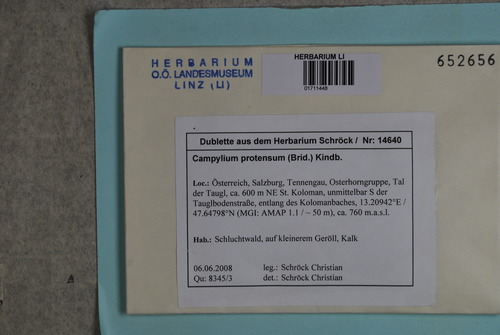 HERBARIUM
O.Ö. LANDESMUSEUM
LINZ (LI)
HERBARIUM LI
01711448
652656
Dublette aus dem Herbarium Schröck / Nr: 14640
Campylium protensum (Brid.) Kindb.
Loc.: Österreich, Salzburg, Tennengau, Osterhorngruppe, Tal
der Taugl, ca. 600 m NE St. Koloman, unmittelbar S der
Tauglbodenstraße, entlang des Kolomanbaches, 13.20942°E /
47.64798°N (MGI: AMAP 1.1 / ~ 50 m), ca. 760 m.a.s.l.
Hab.: Schluchtwald, auf kleinerem Geröll, Kalk
06.06.2008 leg.: Schröck Christian
Qu: 8345/3 det.: Schröck Christian